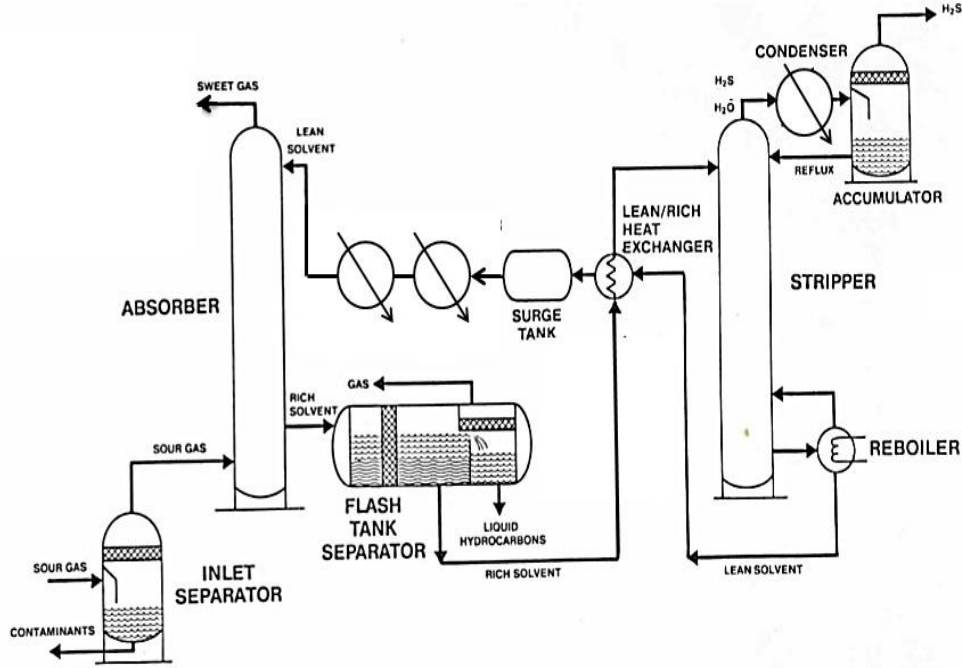 H₂S
CONDENSER
SWEET GAS
H₂S
H₂O
LEAN
SOLVENT
REFLUX
ACCUMULATOR
LEAN/RICH
HEAT
EXCHANGER
STRIPPER
ABSORBER
SURGE
TANK
GAS
RICH
SOLVENT
SOUR GAS
REBOILER
FLASH
TANK
SEPARATOR
LIQUID
HYDROCARBONS
RICH SOLVENT
LEAN SOLVENT
SOUR GAS
INLET
SEPARATOR
CONTAMINANTS